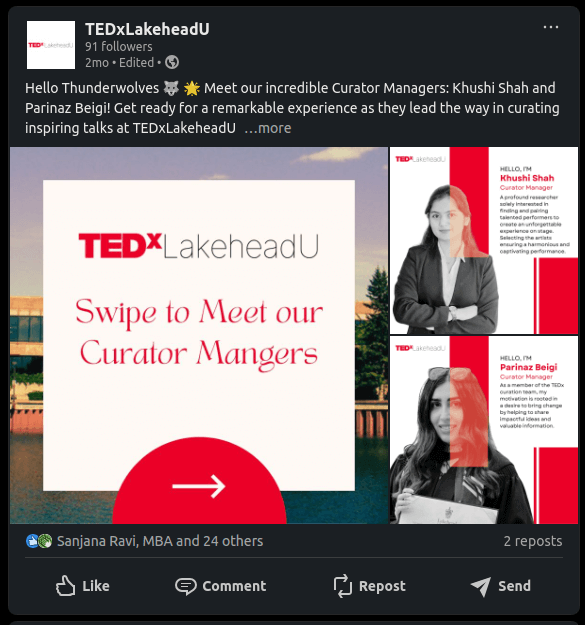 TEDxLakeheadU
91 followers
2mo • Edited •
Hello Thunderwolves 🐺 🌟 Meet our incredible Curator Managers: Khushi Shah and
Parinaz Beigi! Get ready for a remarkable experience as they lead the way in curating
inspiring talks at TEDxLakeheadU …more
TEDxLakeheadU
Swipe to Meet our
Curator Mangers
TEDxLakeheadU
HELLO, I'M
Khushi Shah
Curator Manager
A profound researcher
solely interested in
finding and pairing
talented performers to
create an unforgettable
experience on stage.
Selecting the artists
ensuring a harmonious and
captivating performance.
TEDxLakeheadU
HELLO, I'M
Parinaz Beigi
Curator Manager
As a member of the TEDx
curation team, my
motivation is rooted in
a desire to bring change
by helping to share
impactful ideas and
valuable information.
Sanjana Ravi, MBA and 24 others
2 reposts
Like
Comment
Repost
Send